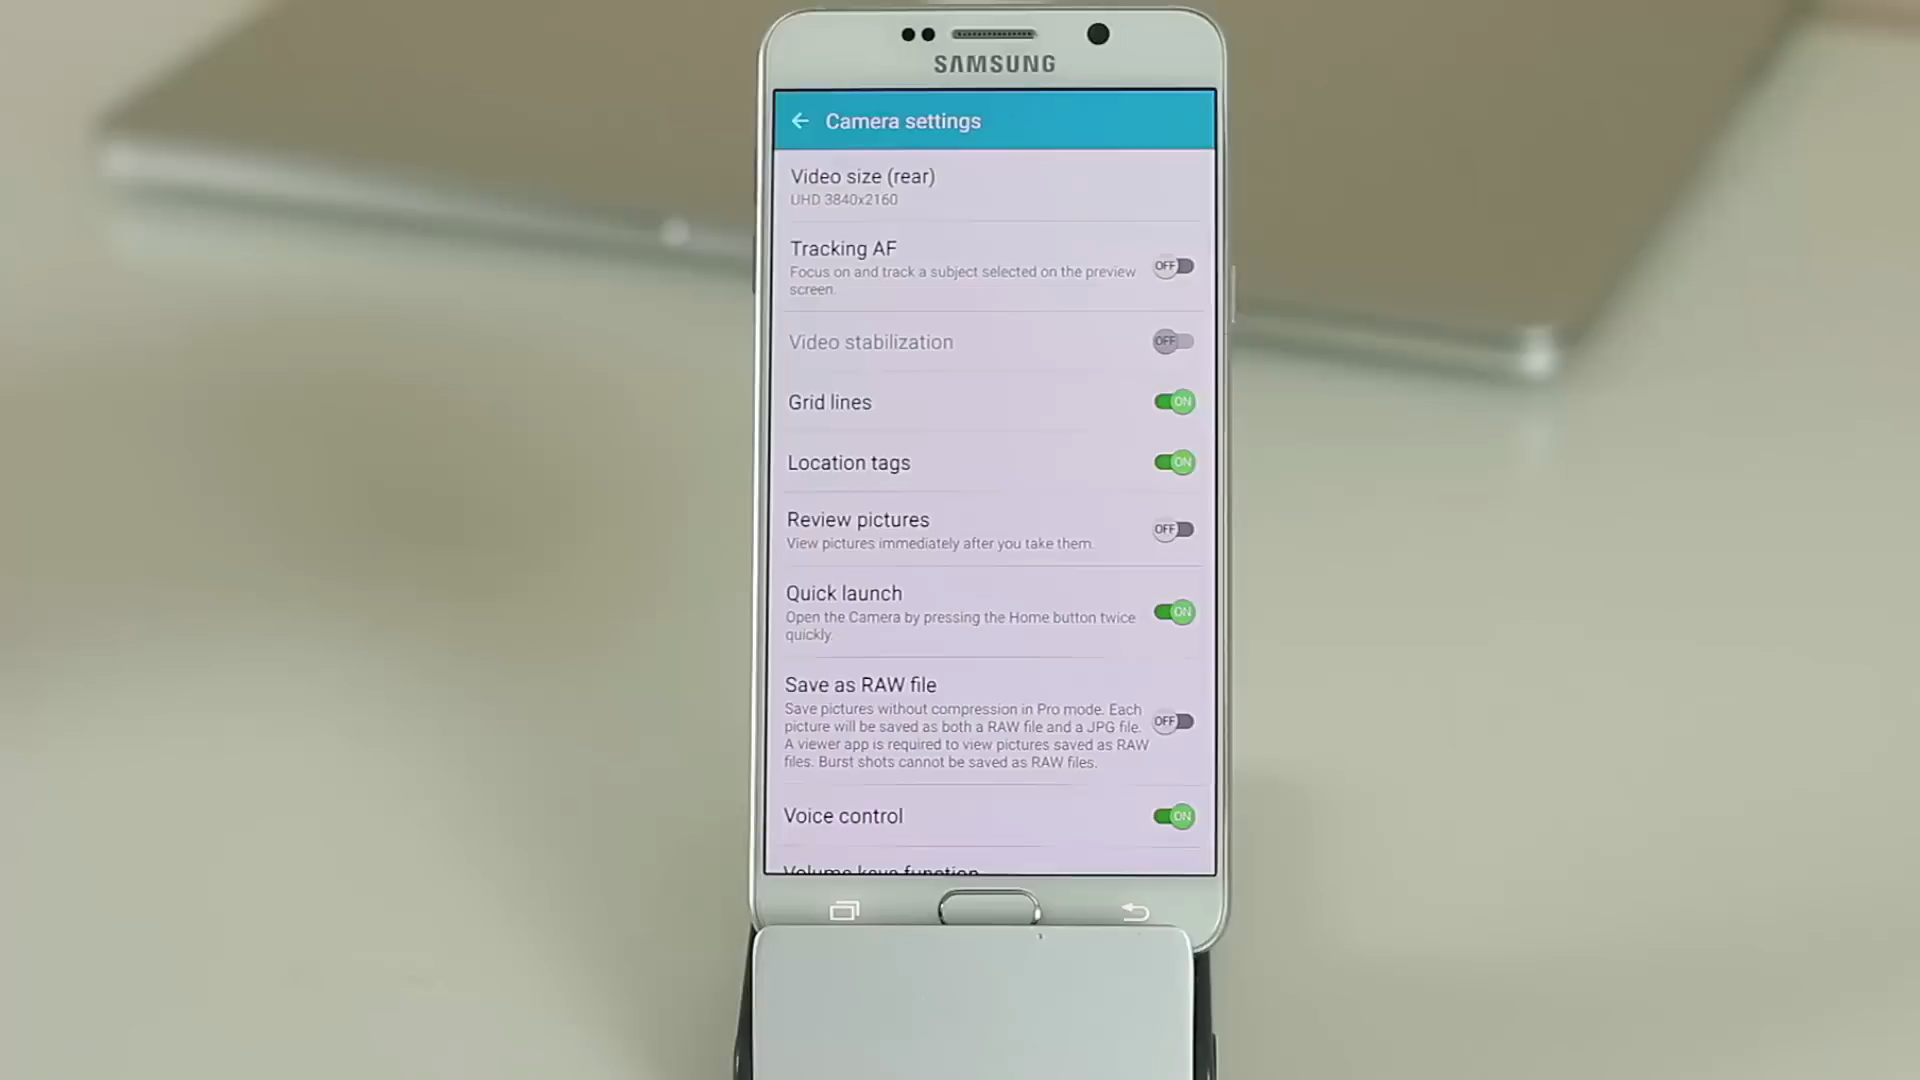 SAMSUNG
Camera settings
Video size (rear)
UHD 3840x2160
Tracking AF
Focus on and track a subject selected on the preview
screen.
OFF
Video stabilization
OFF
Grid lines
ON
Location tags
ON
Review pictures
View pictures immediately after you take them.
OFF
Quick launch
Open the Camera by pressing the Home button twice
quickly.
ON
Save as RAW file
Save pictures without compression in Pro mode. Each
picture will be saved as both a RAW file and a JPG file.
A viewer app is required to view pictures saved as RAW
files. Burst shots cannot be saved as RAW files.
OFF
Voice control
ON
Volume keys function